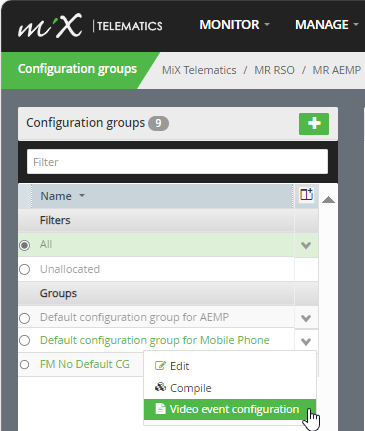 MiX TELEMATICS MONITOR MANAGE
Configuration groups MiX Telematics / MR RSO / MR AEMP
Configuration groups 9
Filter
Name
Filters
All
Unallocated
Groups
Default configuration group for AEMP
Default configuration group for Mobile Phone
FM No Default CG
Edit
Compile
Video event configuration